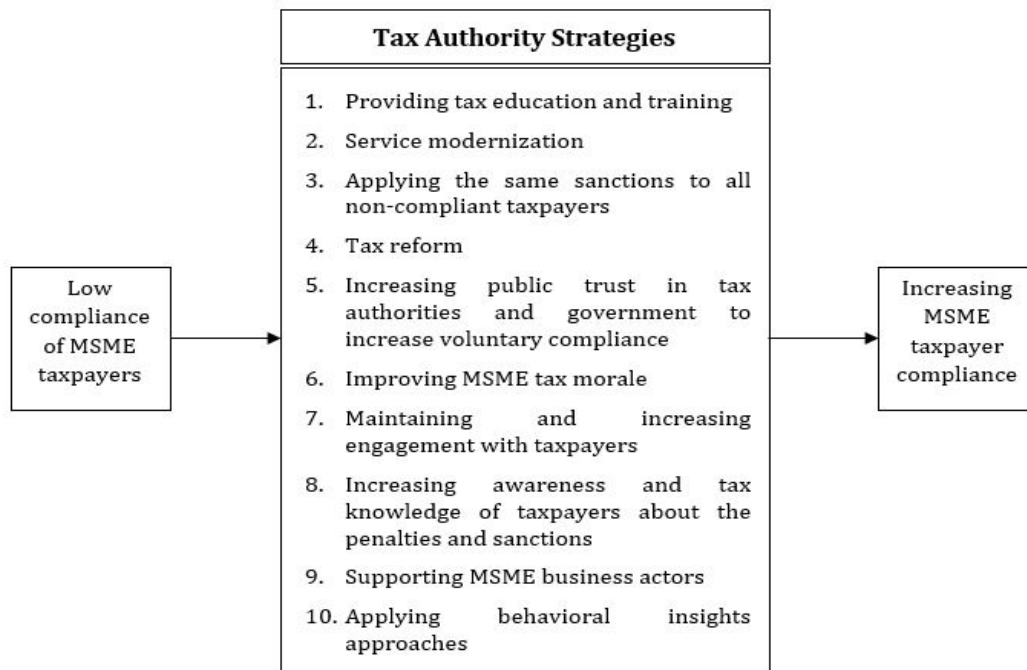 Tax Authority Strategies
Low
compliance
of MSME
taxpayers
1. Providing tax education and training
2. Service modernization
3. Applying the same sanctions to all
non-compliant taxpayers
4. Tax reform
5. Increasing public trust in tax
authorities and government to
increase voluntary compliance
6. Improving MSME tax morale
7. Maintaining and increasing
engagement with taxpayers
8. Increasing awareness and tax
knowledge of taxpayers about the
penalties and sanctions
9. Supporting MSME business actors
10. Applying behavioral insights
approaches
Increasing
MSME
taxpayer
compliance